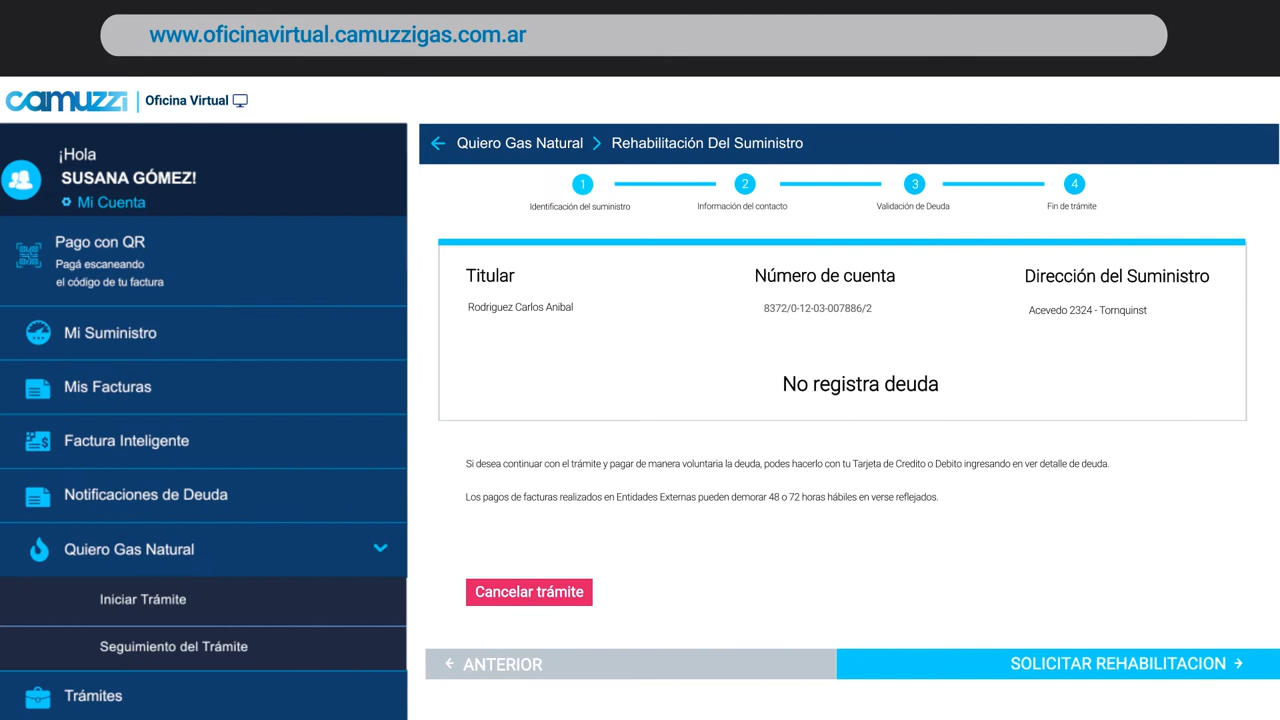 www.oficinavirtual.camuzzigas.com.ar
camuzzi | Oficina Virtual
¡Hola
SUSANA GÓMEZ!
Mi Cuenta
Pago con QR
Pagá escaneando
el código de tu factura
Mi Suministro
Mis Facturas
Factura Inteligente
Notificaciones de Deuda
Quiero Gas Natural
Iniciar Trámite
Seguimiento del Trámite
Trámites
Quiero Gas Natural > Rehabilitación Del Suministro
1 2 3 4
Identificación del suministro Información del contacto Validación de Deuda Fin de trámite
Titular Número de cuenta Dirección del Suministro
Rodriguez Carlos Anibal 8372/0-12-03-007886/2 Acevedo 2324 - Tornquinst
No registra deuda
Si desea continuar con el trámite y pagar de manera voluntaria la deuda, podes hacerlo con tu Tarjeta de Credito o Debito ingresando en ver detalle de deuda.
Los pagos de facturas realizados en Entidades Externas pueden demorar 48 o 72 horas hábiles en verse reflejados.
Cancelar trámite
ANTERIOR SOLICITAR REHABILITACION